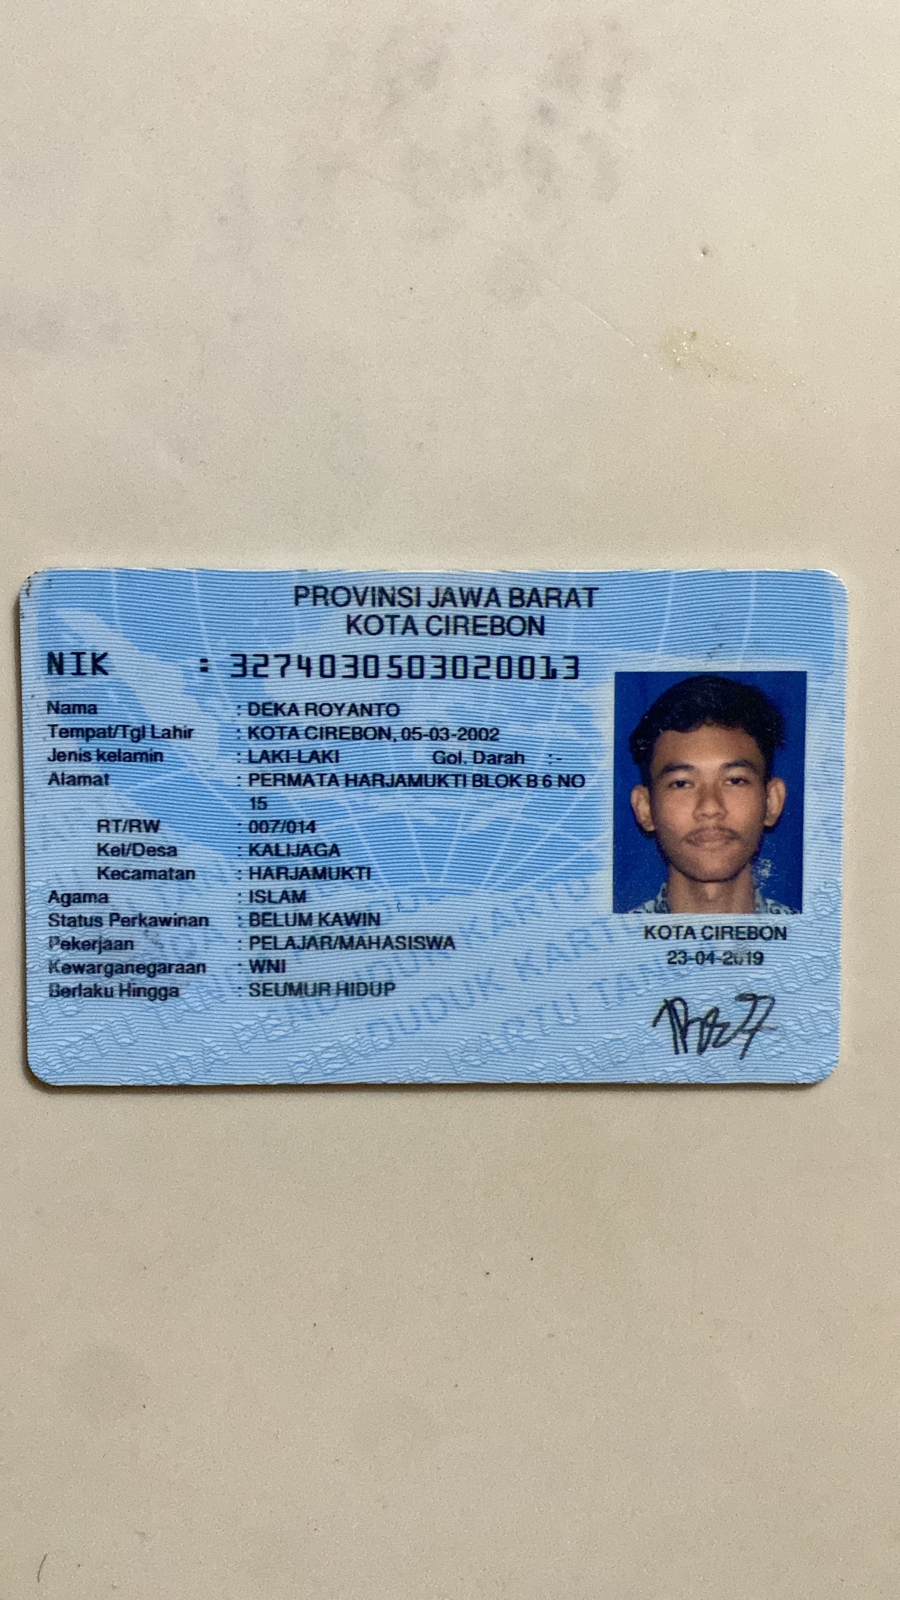 PROVINSI JAWA BARAT
KOTA CIREBON
NIK : 3274030503020013
Nama : DEKA ROYANTO
Tempat/Tgl Lahir : KOTA CIREBON, 05-03-2002
Jenis kelamin : LAKI-LAKI Gol. Darah : -
Alamat : PERMATA HARJAMUKTI BLOK B 6 NO
15
RT/RW : 007/014
Kel/Desa : KALIJAGA
Kecamatan : HARJAMUKTI
Agama : ISLAM
Status Perkawinan : BELUM KAWIN
Pekerjaan : PELAJAR/MAHASISWA
Kewarganegaraan : WNI
Berlaku Hingga : SEUMUR HIDUP
KOTA CIREBON
23-04-2019